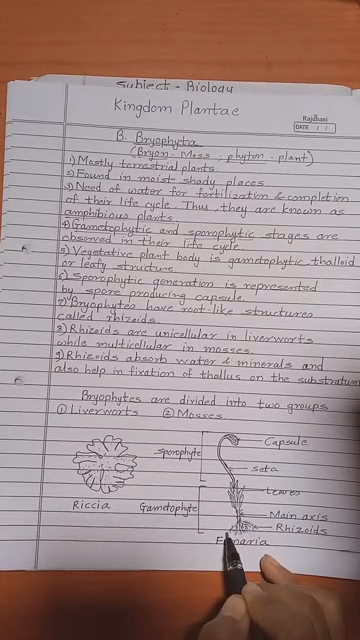 Subject - Biology
Kingdom Plantae
Rajdhani
DATE / /
B. Bryophyta
(Bryon - Moss ; phyton - plant)
1) Mostly terrestrial plants
2) Found in moist shady places
3) Need of water for fertilization & completion
of their life cycle. Thus, they are known as
amphibious plants
4) Gametophytic and sporophytic stages are
observed in their life cycle
5) Vegetative plant body is gametophytic, thalloid
or leafy structure
6) Sporophytic generation is represented
by spore producing capsule.
7) Bryophytes have root-like structures
called rhizoids.
8) Rhizoids are unicellular in liverworts
while multicellular in mosses.
9) Rhizoids absorb water & minerals and
also help in fixation of thallus on the substratum
Bryophytes are divided into two groups
① Liverworts ② Mosses
Capsule
Sporophyte
seta
Leaves
Riccia Gametophyte
Main axis
Rhizoids